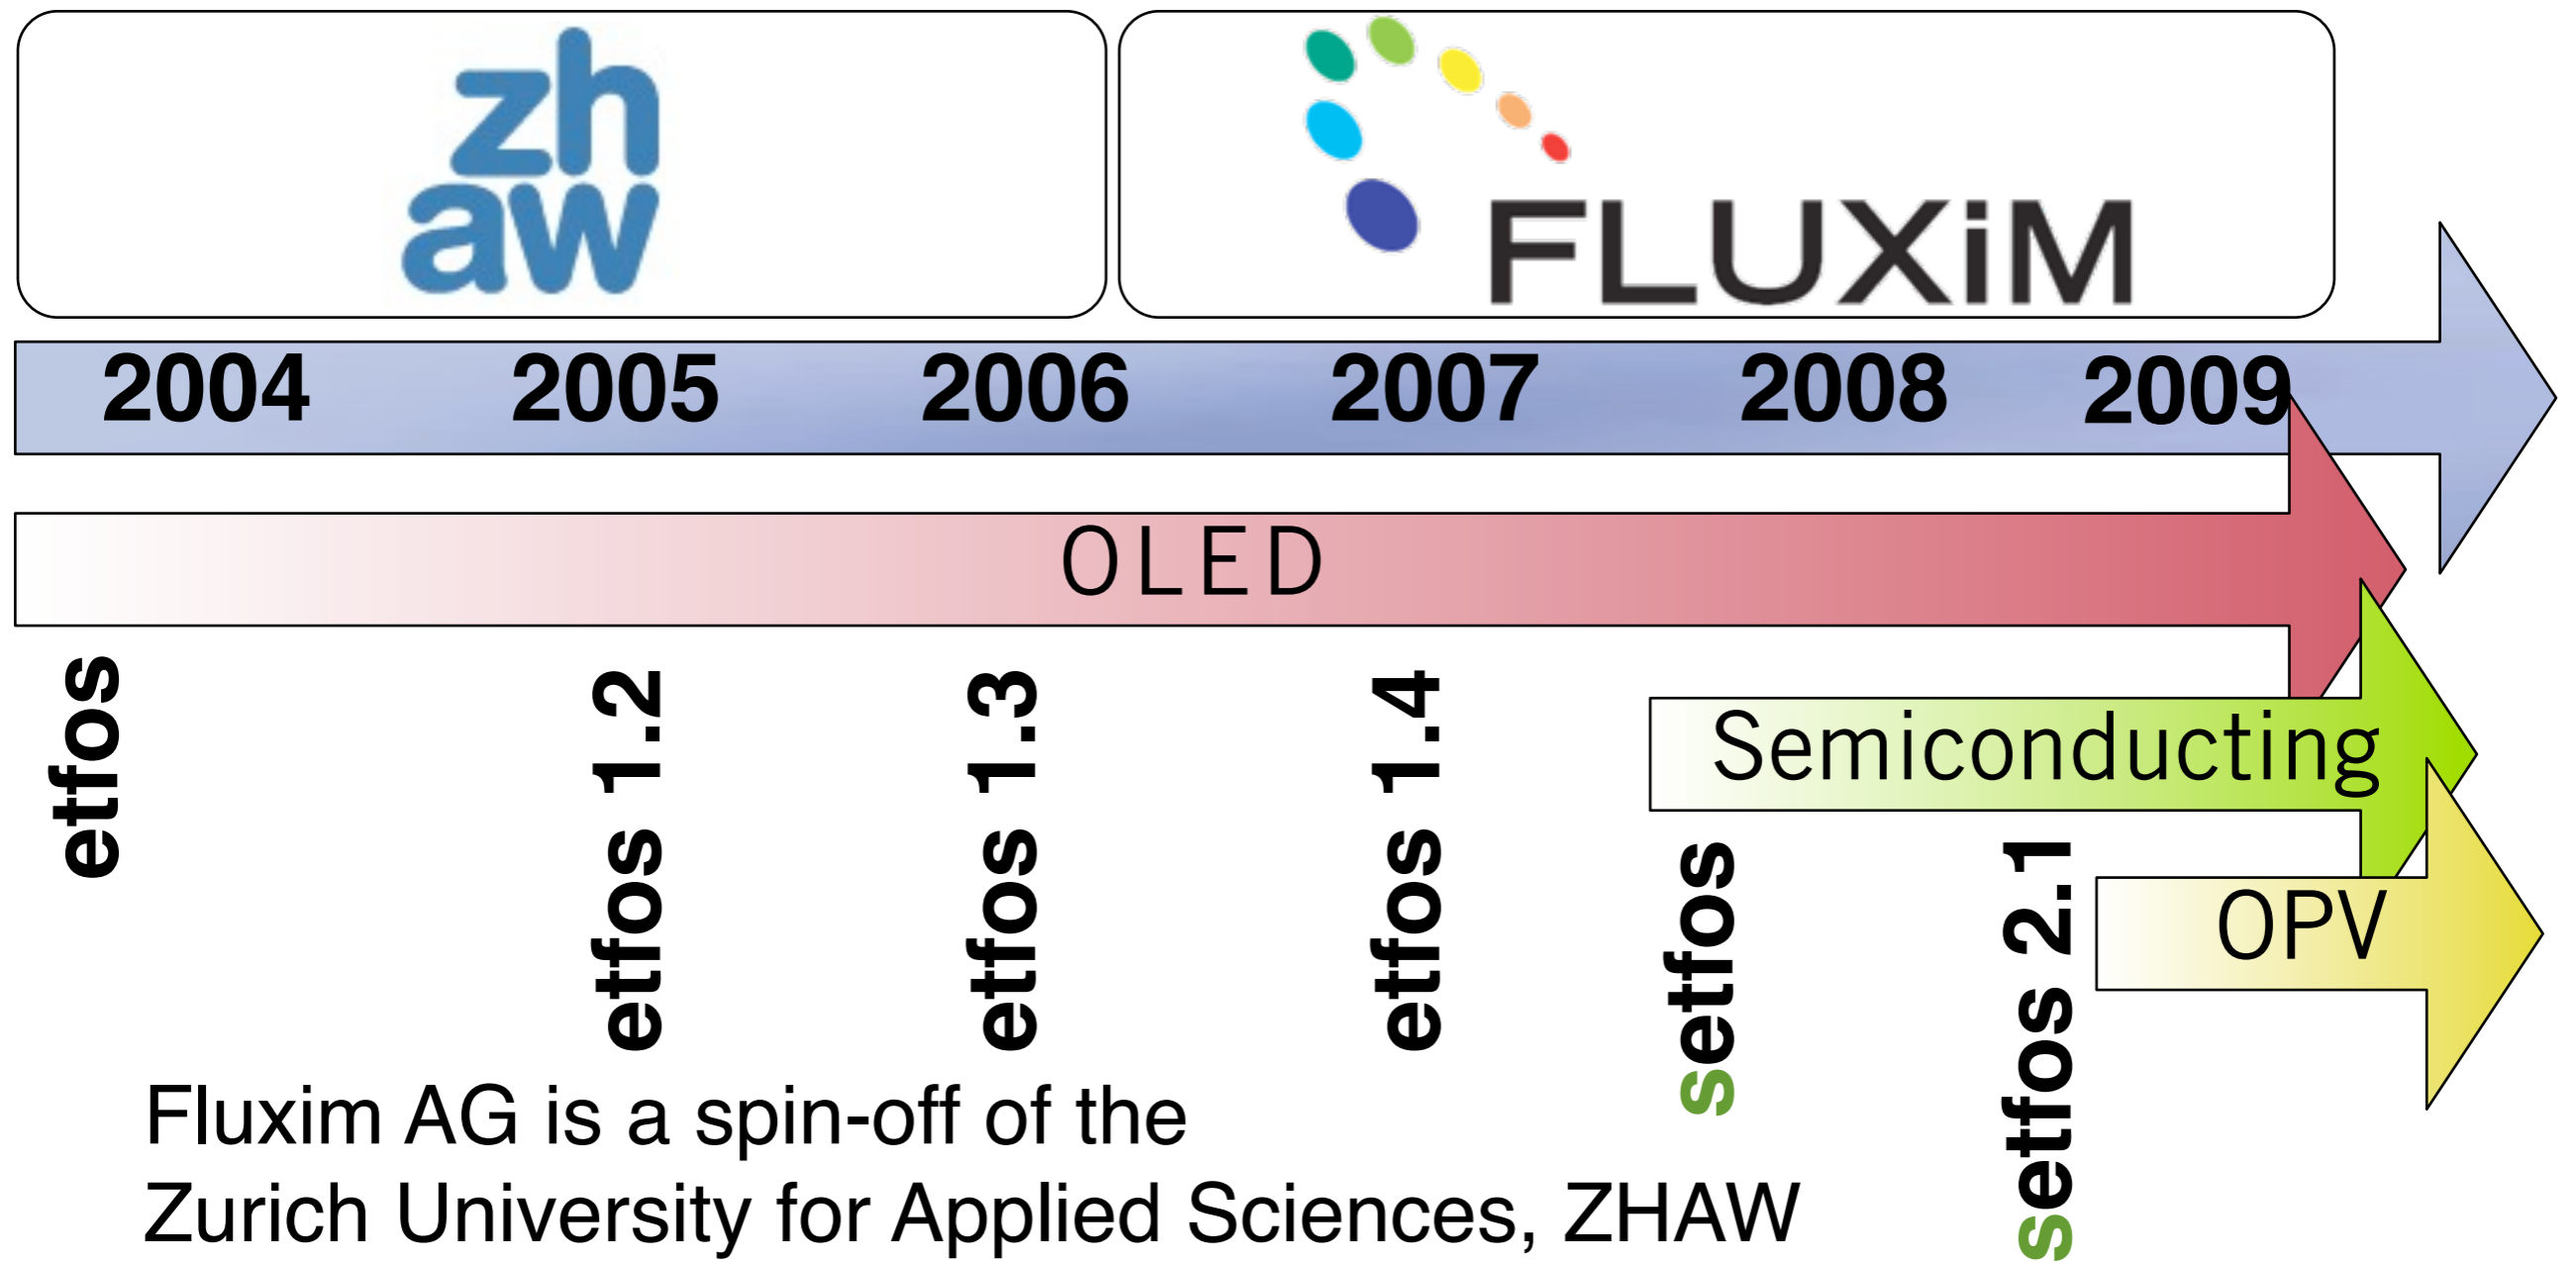 zh
aw
FLUXiM
2004 2005 2006 2007 2008 2009
OLED
etfos
etfos 1.2
etfos 1.3
etfos 1.4
Semiconducting
setfos
setfos 2.1
OPV
Fluxim AG is a spin-off of the
Zurich University for Applied Sciences, ZHAW